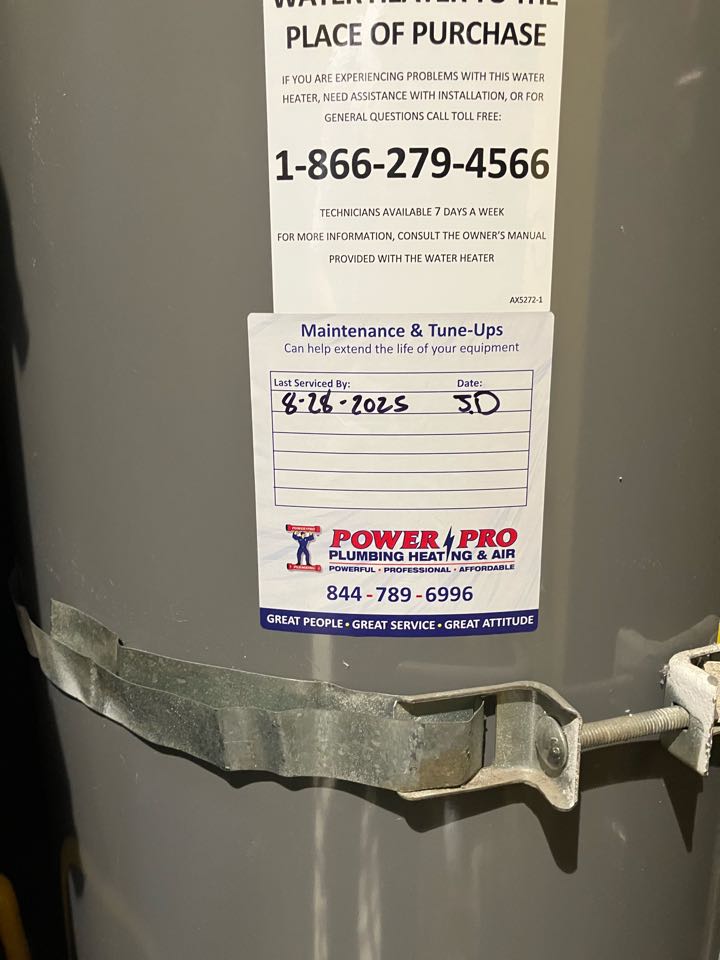 WATER HEATER TO THE
PLACE OF PURCHASE
IF YOU ARE EXPERIENCING PROBLEMS WITH THIS WATER
HEATER, NEED ASSISTANCE WITH INSTALLATION, OR FOR
GENERAL QUESTIONS CALL TOLL FREE:
1-866-279-4566
TECHNICIANS AVAILABLE 7 DAYS A WEEK
FOR MORE INFORMATION, CONSULT THE OWNER'S MANUAL
PROVIDED WITH THE WATER HEATER
AX5272-1
Maintenance & Tune-Ups
Can help extend the life of your equipment
Last Serviced By: Date:
8-28-2025 J.D
POWER PRO
PLUMBING HEATING & AIR
POWERFUL • PROFESSIONAL • AFFORDABLE
844-789-6996
GREAT PEOPLE • GREAT SERVICE • GREAT ATTITUDE